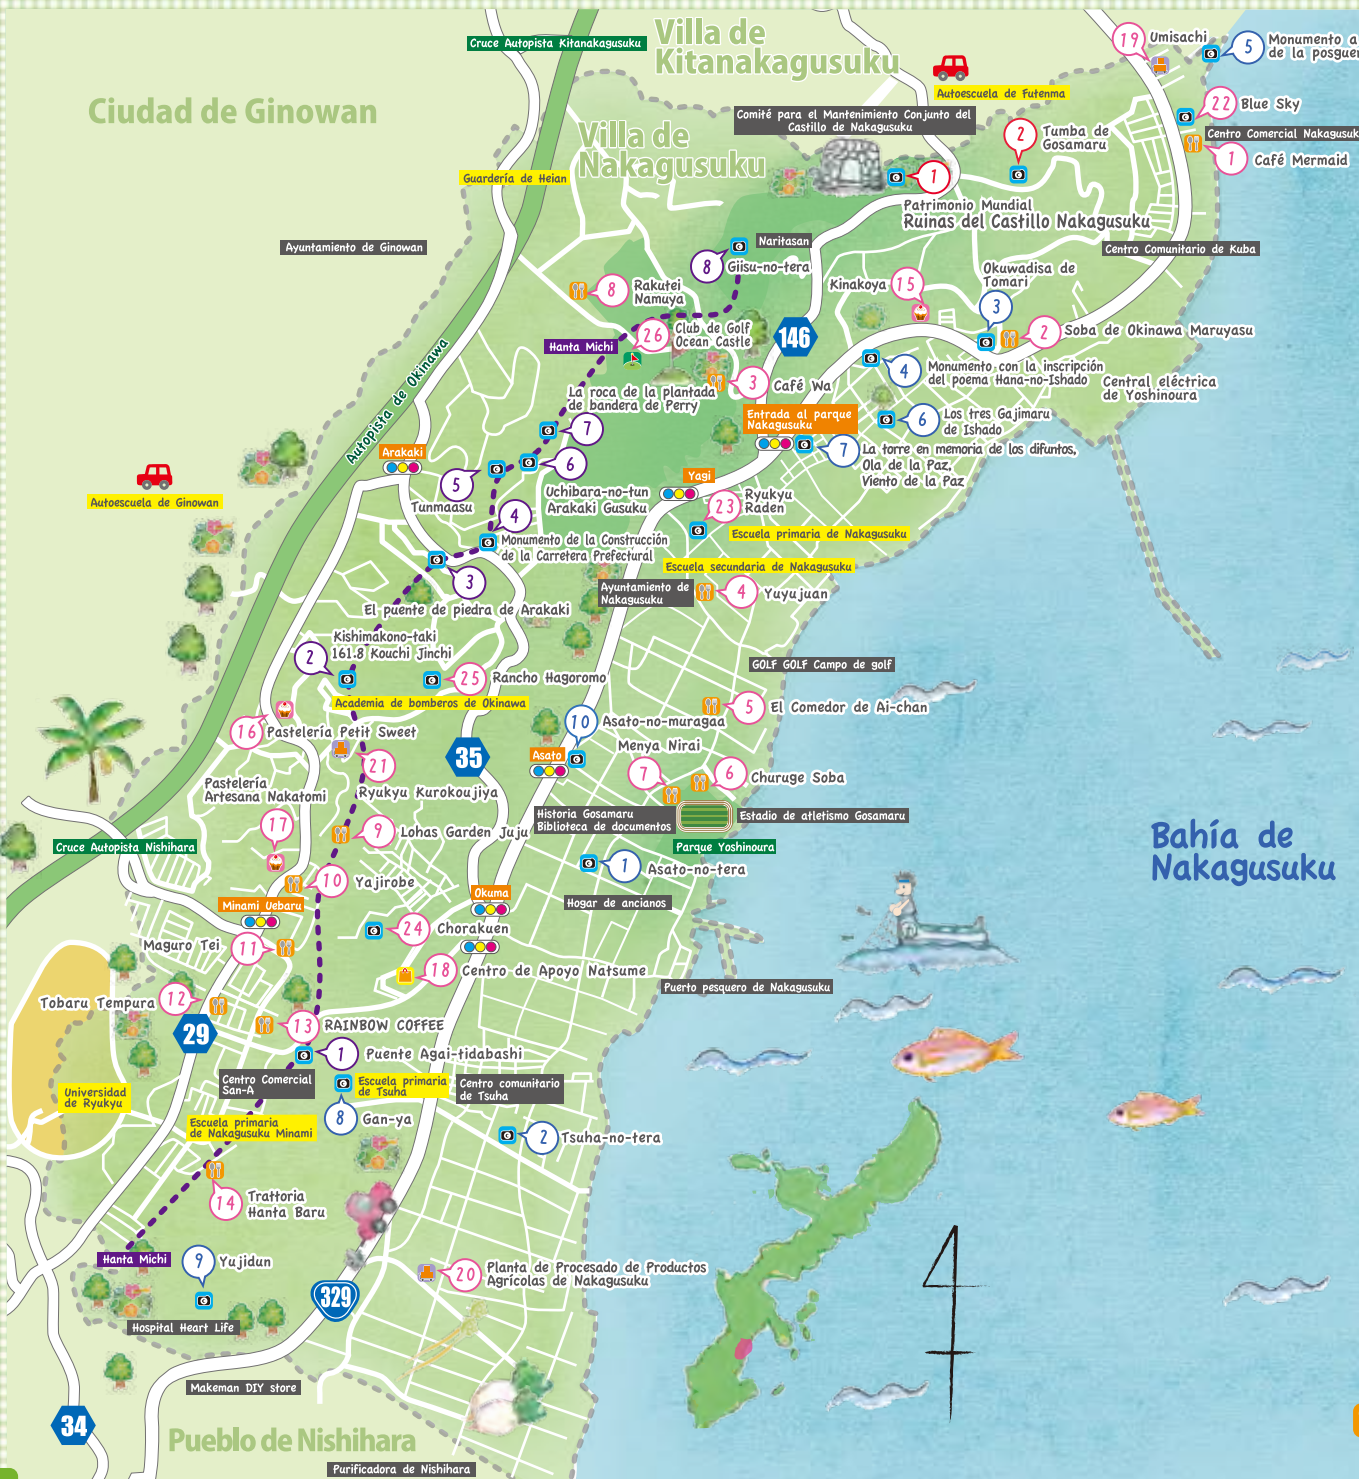 Cruce Autopista Kitanakagusuku
Villa de
Kitanakagusuku
19
Umisachi
5
Monumento a
de la posgue
Autoescuela de Futenma
22
Blue Sky
Ciudad de Ginowan
Comité para el Mantenimiento Conjunto del
Castillo de Nakagusuku
Villa de
Nakagusuku
2
Tumba de
Gosamaru
Centro Comercial Nakagusuk
1
Café Mermaid
Guardería de Heian
1
Patrimonio Mundial
Ruinas del Castillo Nakagusuku
Ayuntamiento de Ginowan
Naritasan
Centro Comunitario de Kuba
8
Giisu-no-tera
Okuwadisa de
Tomari
3
Kinakoya
15
8
Rakutei
Namuya
26
Club de Golf
Ocean Castle
146
2
Soba de Okinawa Maruyasu
Hanta Michi
4
Monumento con la inscripción
del poema Hana-no-Ishado
Central eléctrica
de Yoshinoura
3
Café Wa
La roca de la plantada
de bandera de Perry
7
Entrada al parque
Nakagusuku
6
Los tres Gajimaru
de Ishado
7
La torre en memoria de los difuntos,
Ola de la Paz,
Viento de la Paz
Autopista de Okinawa
Arakaki
5
Tunmaasu
6
Uchibara-no-tun
Arakaki Gusuku
Yagi
23
Ryukyu
Raden
Autoescuela de Ginowan
4
Monumento de la Construcción
de la Carretera Prefectural
Escuela primaria de Nakagusuku
Escuela secundaria de Nakagusuku
3
El puente de piedra de Arakaki
Ayuntamiento de
Nakagusuku
4
Yuyujuan
Kishimakono-taki
161.8 Kouchi Jinchi
2
25
Rancho Hagoromo
GOLF GOLF Campo de golf
Academia de bomberos de Okinawa
5
El Comedor de Ai-chan
16
Pastelería Petit Sweet
10
Asato-no-muragaa
35
Asato
Menya Nirai
7
6
Churuge Soba
21
Ryukyu Kurokoujiya
Pastelería
Artesana Nakatomi
17
Historia Gosamaru
Biblioteca de documentos
Estadio de atletismo Gosamaru
9
Lohas Garden Juju
Cruce Autopista Nishihara
Parque Yoshinoura
Bahía de
Nakagusuku
1
Asato-no-tera
10
Yajirobe
Okuma
Hogar de ancianos
Minami Uebaru
24
Chorakuen
Maguro Tei
11
18
Centro de Apoyo Natsume
Puerto pesquero de Nakagusuku
Tobaru Tempura
12
29
13
RAINBOW COFFEE
1
Puente Agai-tidabashi
Centro Comercial
San-A
Escuela primaria
de Tsuha
Centro comunitario
de Tsuha
Universidad
de Ryukyu
8
Gan-ya
Escuela primaria
de Nakagusuku Minami
2
Tsuha-no-tera
14
Trattoria
Hanta Baru
Hanta Michi
9
Yujidun
20
Planta de Procesado de Productos
Agrícolas de Nakagusuku
329
Hospital Heart Life
Makeman DIY store
34
Pueblo de Nishihara
Purificadora de Nishihara